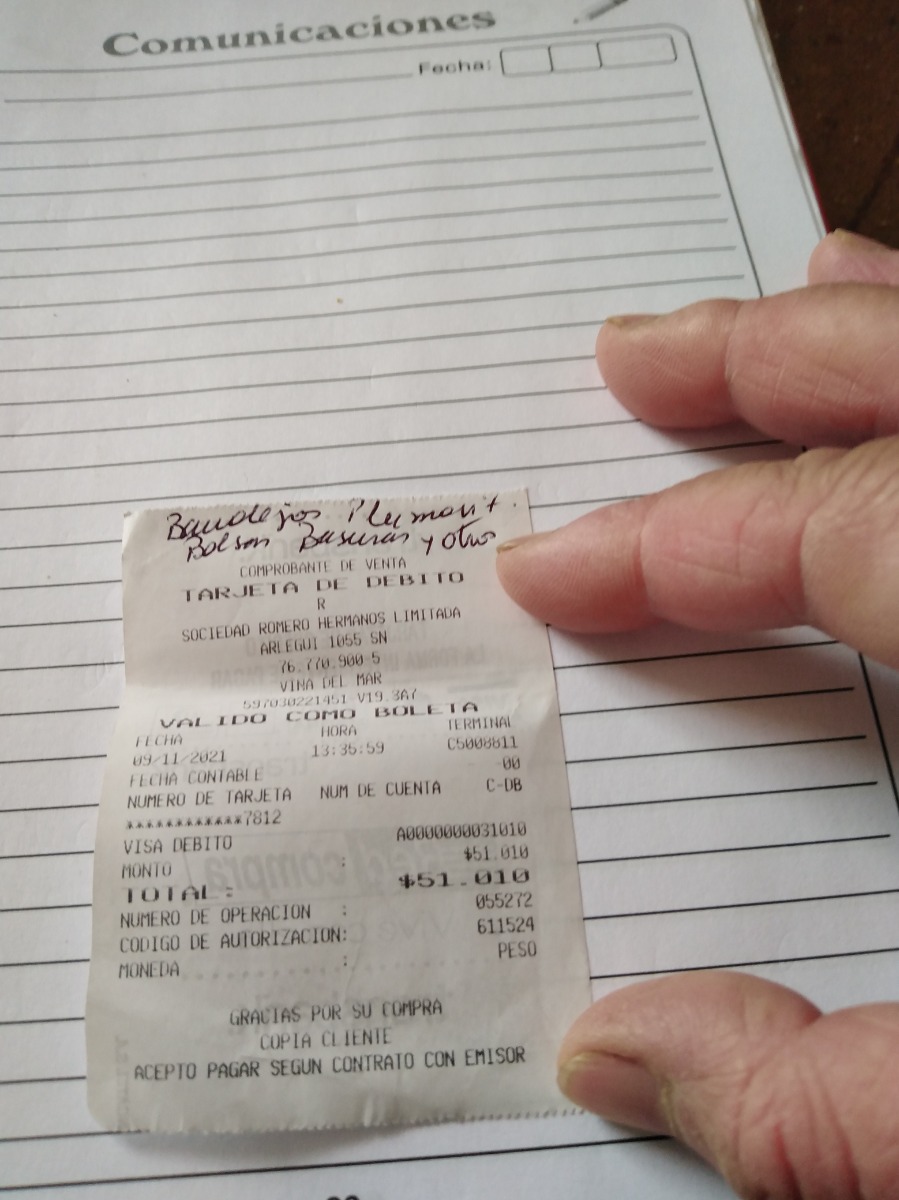 Comunicaciones
Fecha:
Bandejas Plumavit.
Bolsas Basuras y otros
COMPROBANTE DE VENTA
TARJETA DE DEBITO
R
SOCIEDAD ROMERO HERMANOS LIMITADA
ARLEGUI 1055 SN
76.770.900-5
VINA DEL MAR
597030221451 V19.3A7
VALIDO COMO BOLETA
FECHA HORA TERMINAL
09/11/2021 13:35:59 C5008811
FECHA CONTABLE 00
NUMERO DE TARJETA NUM DE CUENTA C-DB
************7812
VISA DEBITO A0000000031010
MONTO : $51.010
TOTAL: $51.010
NUMERO DE OPERACION : 055272
CODIGO DE AUTORIZACION: 611524
MONEDA : PESO
GRACIAS POR SU COMPRA
COPIA CLIENTE
ACEPTO PAGAR SEGUN CONTRATO CON EMISOR